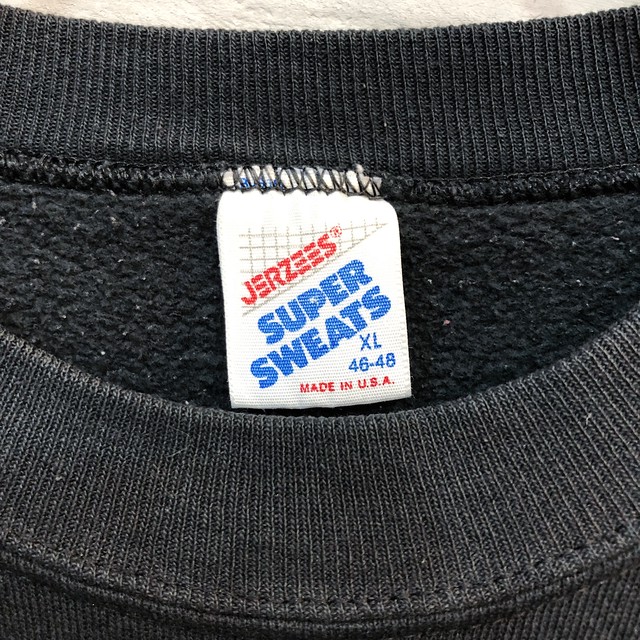 JERZEES®
SUPER
SWEATS
XL
46-48
MADE IN U.S.A.